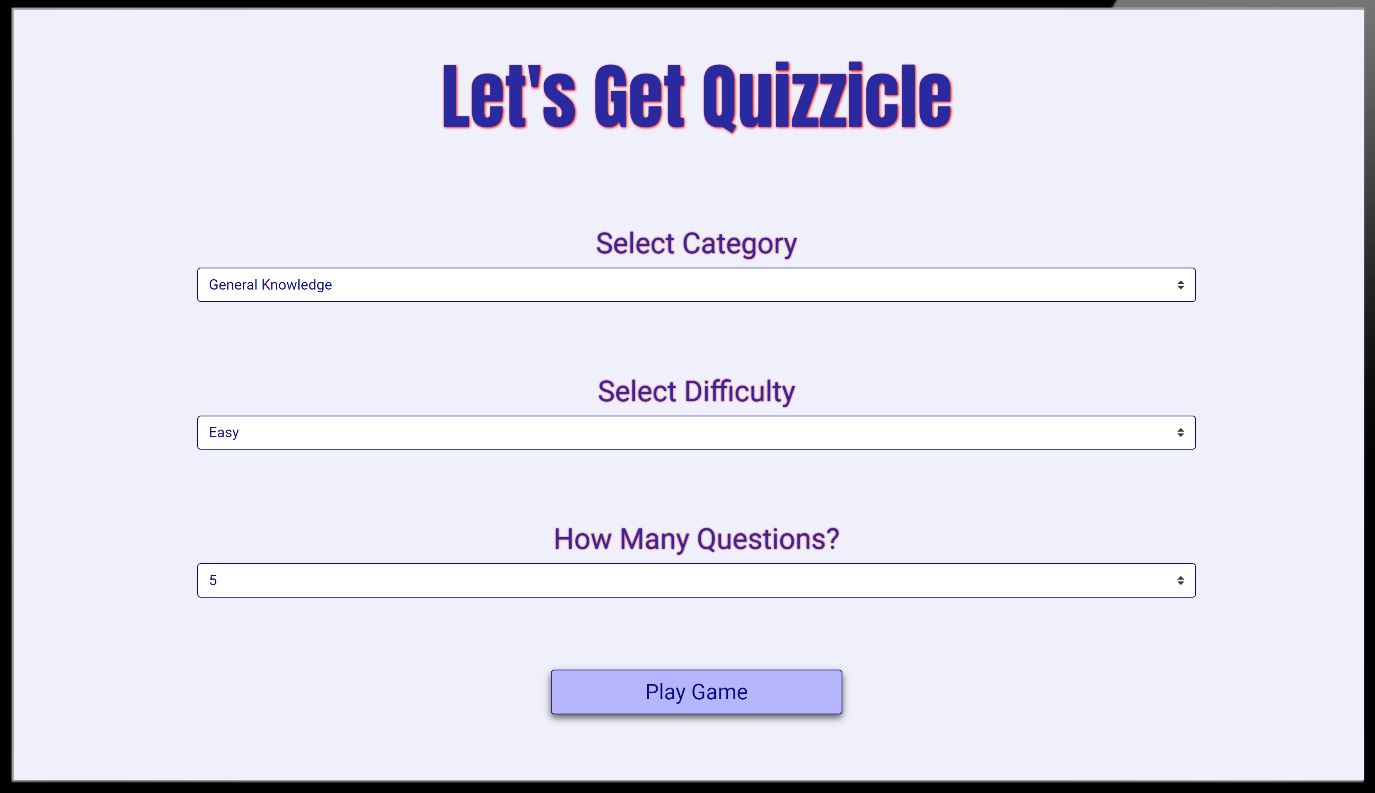 Let's Get Quizzicle
Select Category
General Knowledge
Select Difficulty
Easy
How Many Questions?
5
Play Game